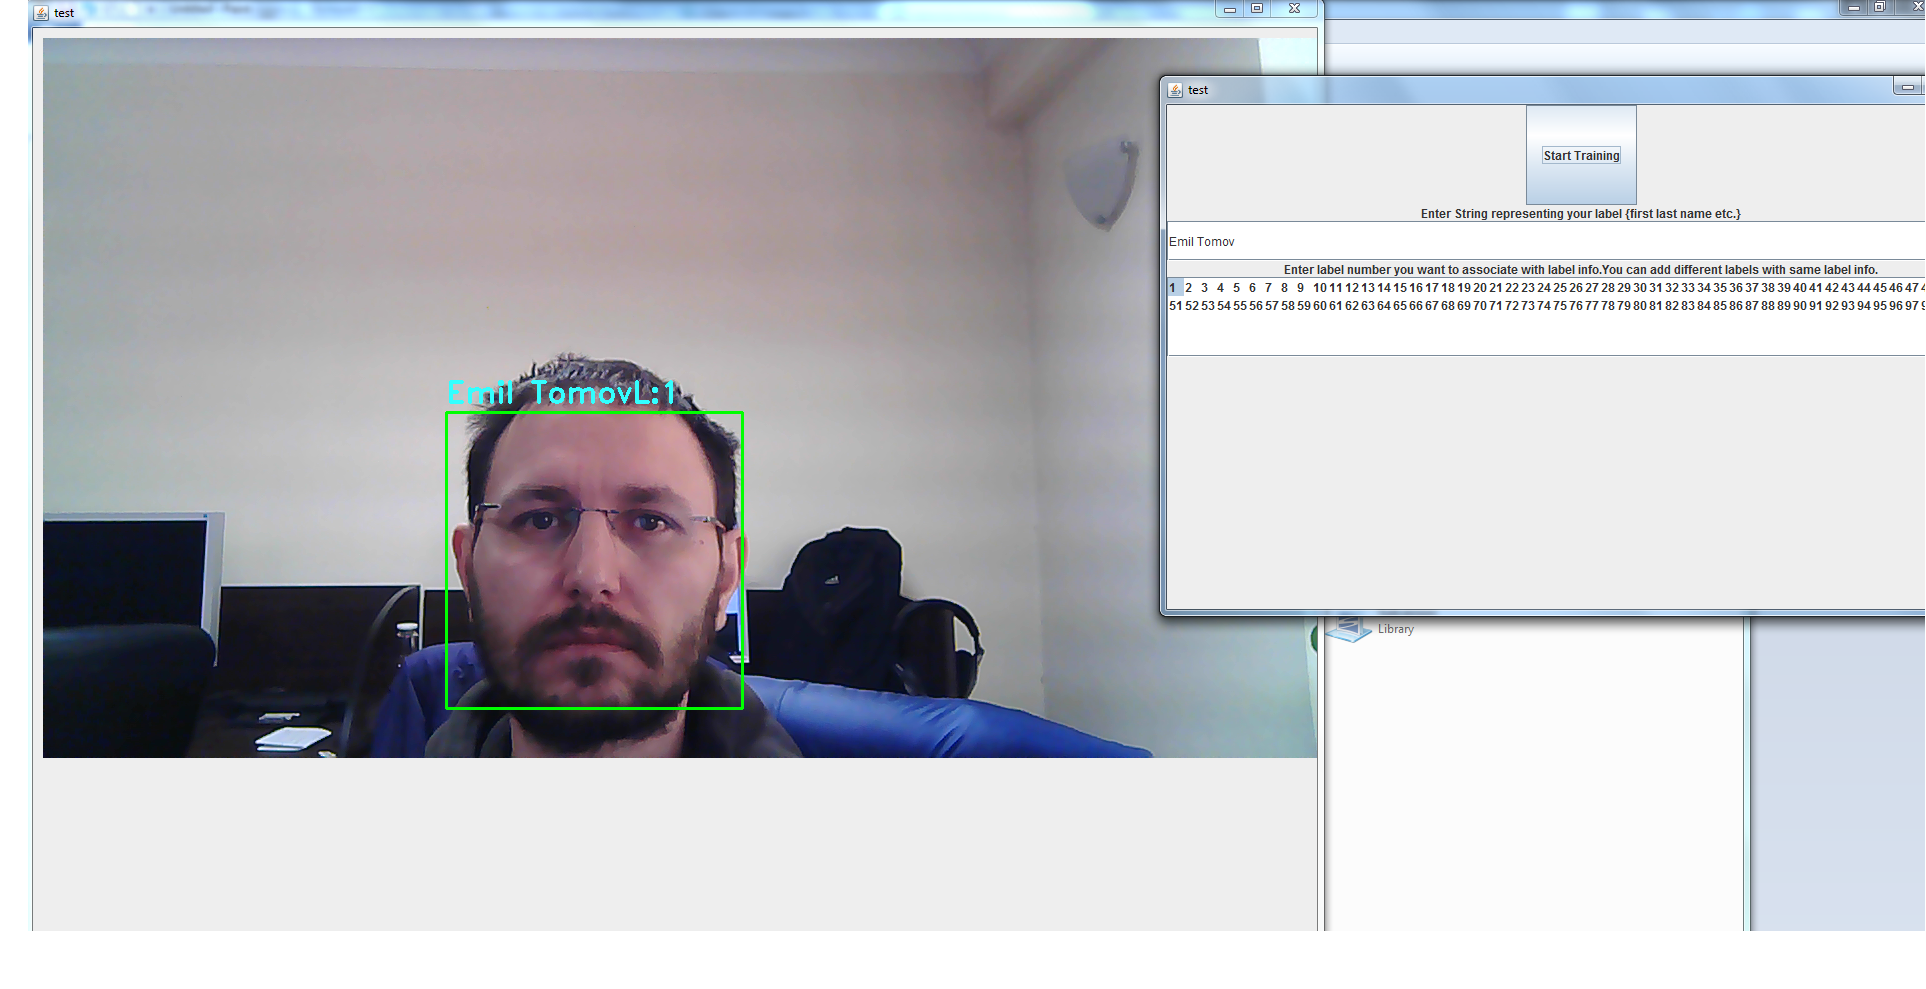 test
test
Start Training
Enter String representing your label {first last name etc.}
Emil Tomov
Enter label number you want to associate with label info.You can add different labels with same label info.
1 2 3 4 5 6 7 8 9 10 11 12 13 14 15 16 17 18 19 20 21 22 23 24 25 26 27 28 29 30 31 32 33 34 35 36 37 38 39 40 41 42 43 44 45 46 47
51 52 53 54 55 56 57 58 59 60 61 62 63 64 65 66 67 68 69 70 71 72 73 74 75 76 77 78 79 80 81 82 83 84 85 86 87 88 89 90 91 92 93 94 95 96 97
Emil TomovL:1
Library